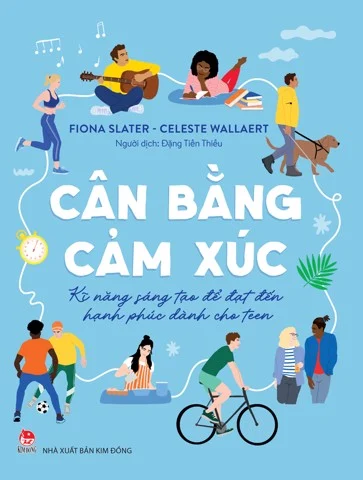 FIONA SLATER - CELESTE WALLAERT
Người dịch: Đặng Tiên Thiều
CÂN BẰNG
CẢM XÚC
Kĩ năng sáng tạo để đạt đến
hạnh phúc dành cho teen
NHÀ XUẤT BẢN KIM ĐỒNG